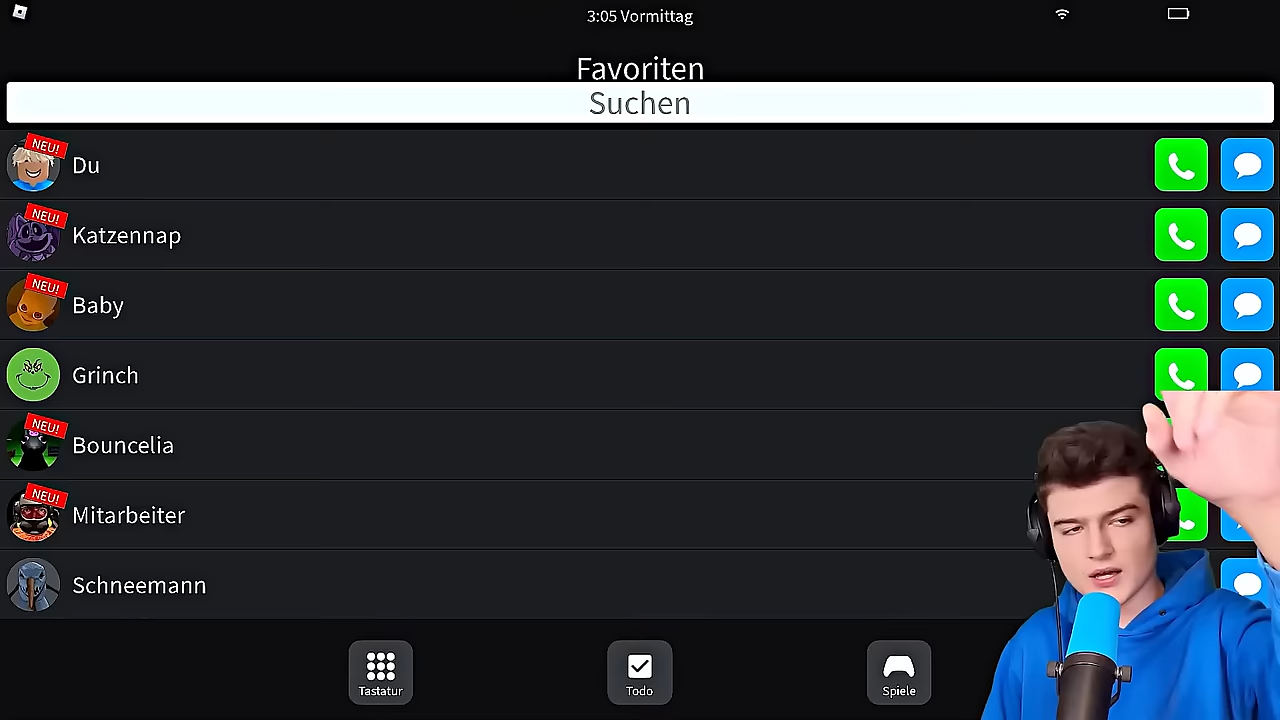 3:05 Vormittag
Favoriten
Suchen
NEU!
Du
NEU!
Katzennap
NEU!
Baby
Grinch
NEU!
Bouncelia
NEU!
Mitarbeiter
Schneemann
Tastatur
Todo
Spiele